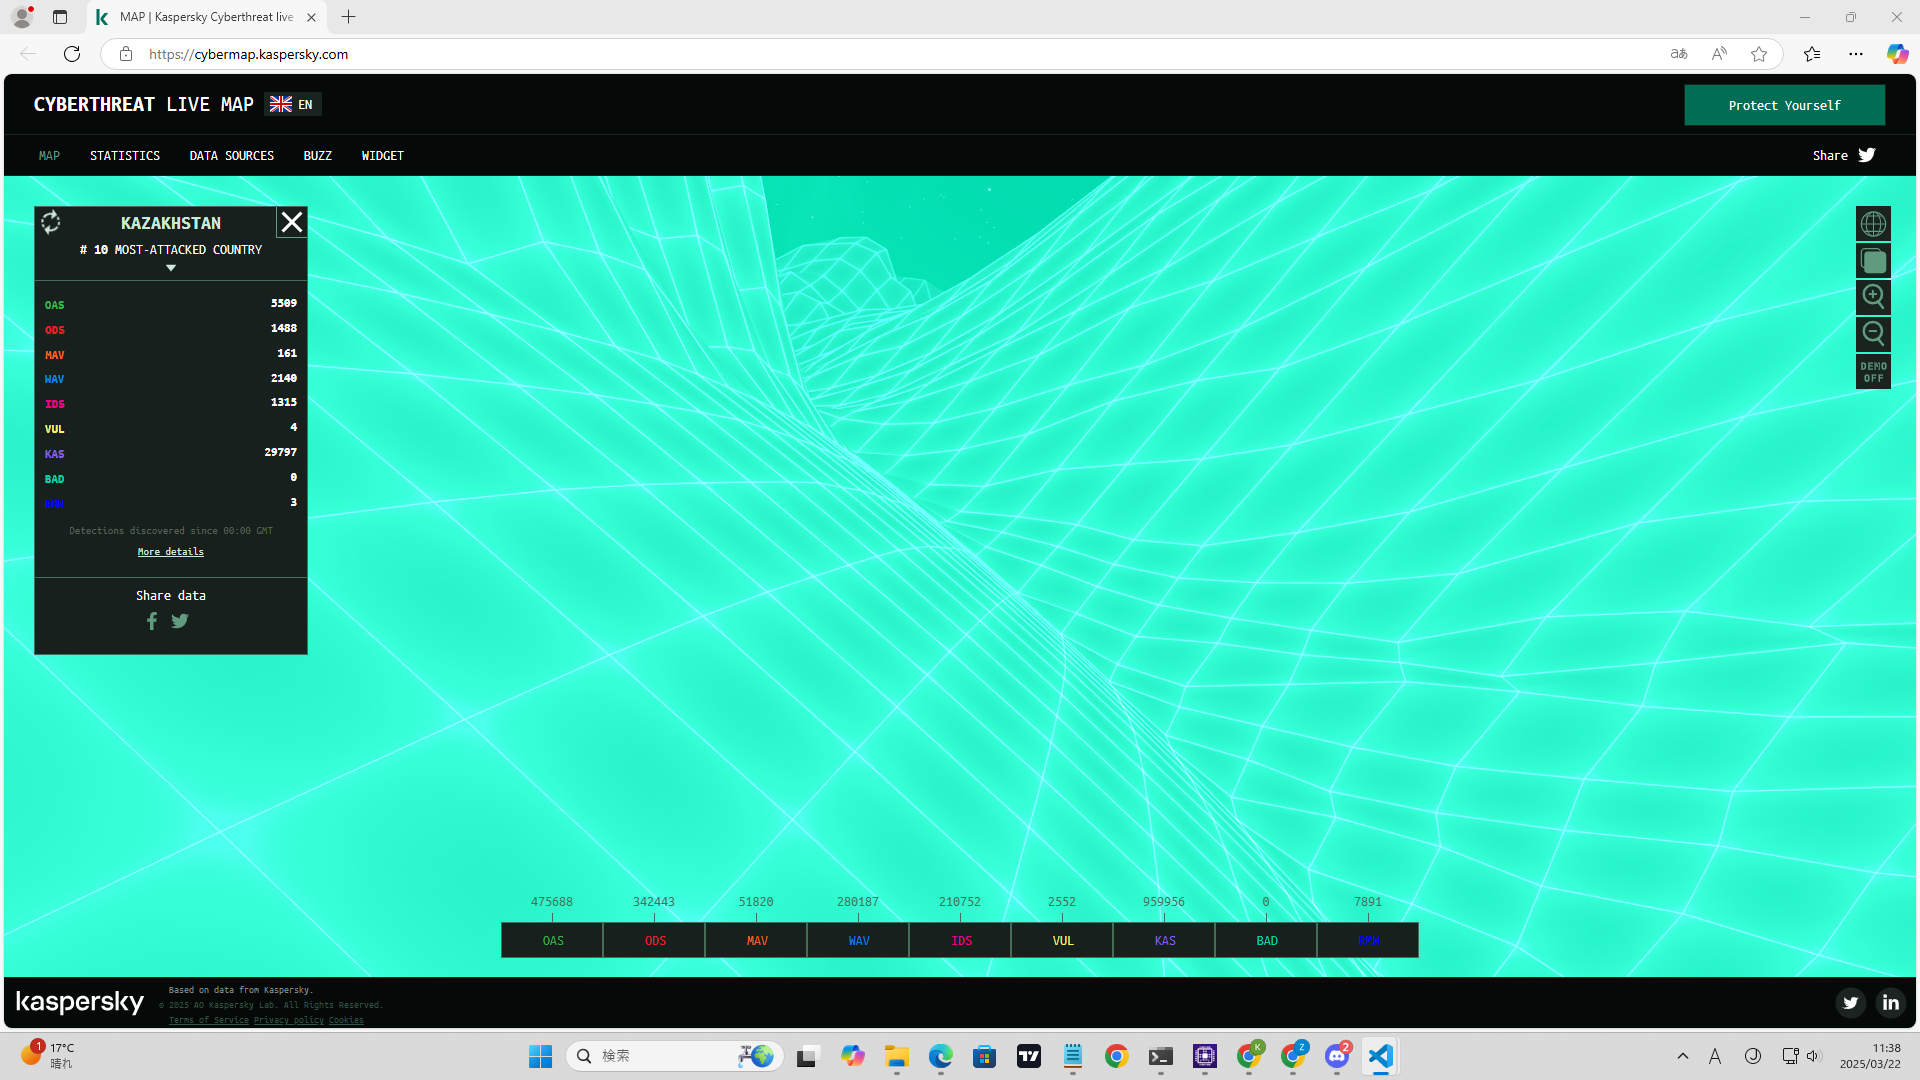 MAP | Kaspersky Cyberthreat live
https://cybermap.kaspersky.com
CYBERTHREAT LIVE MAP EN
Protect Yourself
MAP STATISTICS DATA SOURCES BUZZ WIDGET
Share
KAZAKHSTAN
# 10 MOST-ATTACKED COUNTRY
OAS 5509
ODS 1488
MAV 161
WAV 2140
IDS 1315
VUL 4
KAS 29797
BAD 0
RMW 3
Detections discovered since 00:00 GMT
More details
Share data
DEMO
OFF
475688 342443 51820 280187 210752 2552 959956 0 7891
OAS ODS MAV WAV IDS VUL KAS BAD RMW
kaspersky
Based on data from Kaspersky.
© 2025 AO Kaspersky Lab. All Rights Reserved.
Terms of Service Privacy policy Cookies
1 17°C
晴れ
検索
K
Z
2
A
11:38
2025/03/22